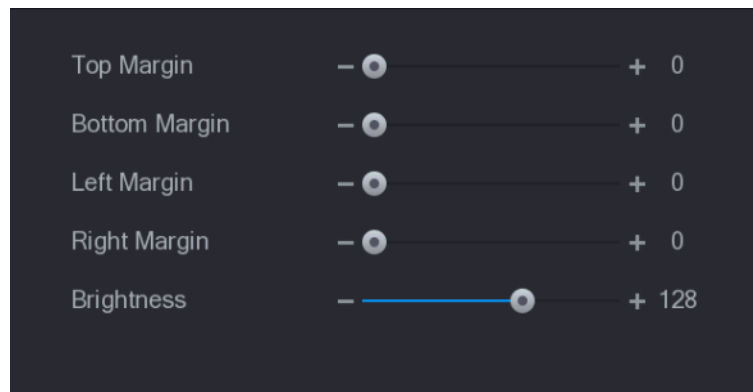 Top Margin − + 0
Bottom Margin − + 0
Left Margin − + 0
Right Margin − + 0
Brightness − + 128